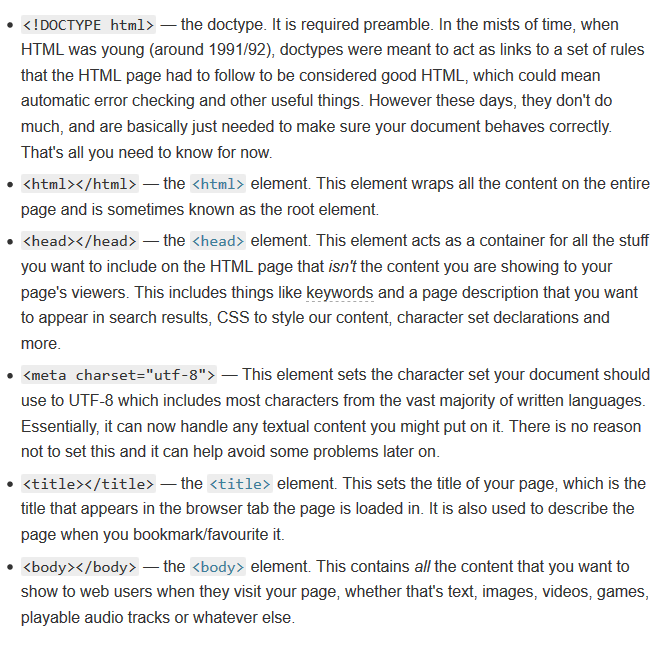 • <!DOCTYPE html> — the doctype. It is required preamble. In the mists of time, when
HTML was young (around 1991/92), doctypes were meant to act as links to a set of rules
that the HTML page had to follow to be considered good HTML, which could mean
automatic error checking and other useful things. However these days, they don't do
much, and are basically just needed to make sure your document behaves correctly.
That's all you need to know for now.
• <html></html> — the <html> element. This element wraps all the content on the entire
page and is sometimes known as the root element.
• <head></head> — the <head> element. This element acts as a container for all the stuff
you want to include on the HTML page that isn't the content you are showing to your
page's viewers. This includes things like keywords and a page description that you want
to appear in search results, CSS to style our content, character set declarations and
more.
• <meta charset="utf-8"> — This element sets the character set your document should
use to UTF-8 which includes most characters from the vast majority of written languages.
Essentially, it can now handle any textual content you might put on it. There is no reason
not to set this and it can help avoid some problems later on.
• <title></title> — the <title> element. This sets the title of your page, which is the
title that appears in the browser tab the page is loaded in. It is also used to describe the
page when you bookmark/favourite it.
• <body></body> — the <body> element. This contains all the content that you want to
show to web users when they visit your page, whether that's text, images, videos, games,
playable audio tracks or whatever else.